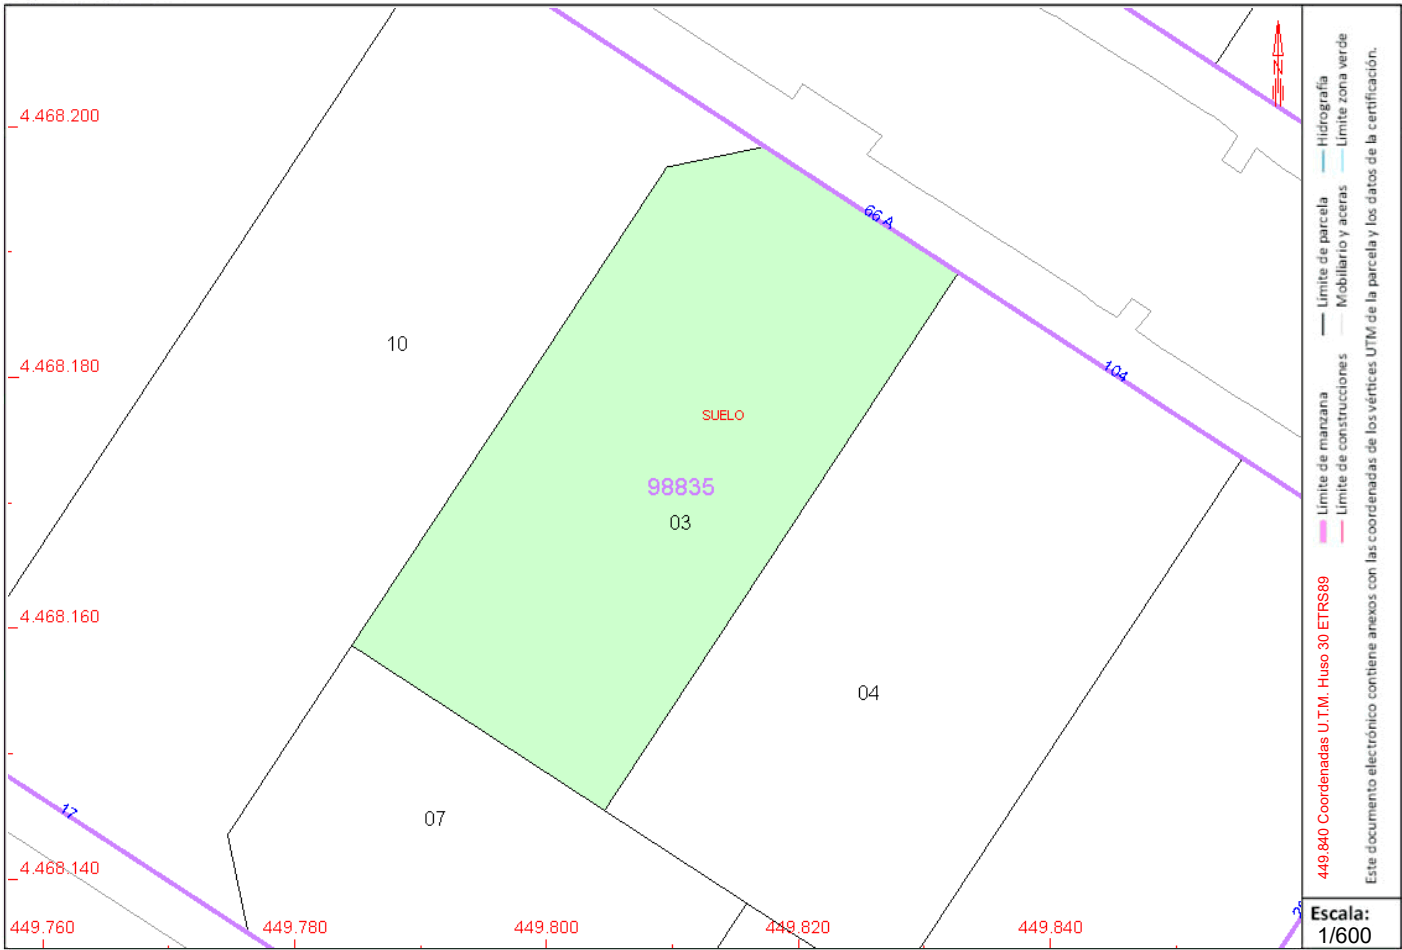 4.468.200
66 A
10
4.468.180
104
SUELO
98835
03
4.468.160
04
17
07
4.468.140
449.760
449.780
449.800
449.820
449.840
449.840 Coordenadas U.T.M. Huso 30 ETRS89
Límite de manzana
Límite de parcela
Hidrografía
Límite de construcciones
Mobiliario y aceras
Límite zona verde
Este documento electrónico contiene anexos con las coordenadas de los vértices UTM de la parcela y los datos de la certificación.
Escala:
1/600